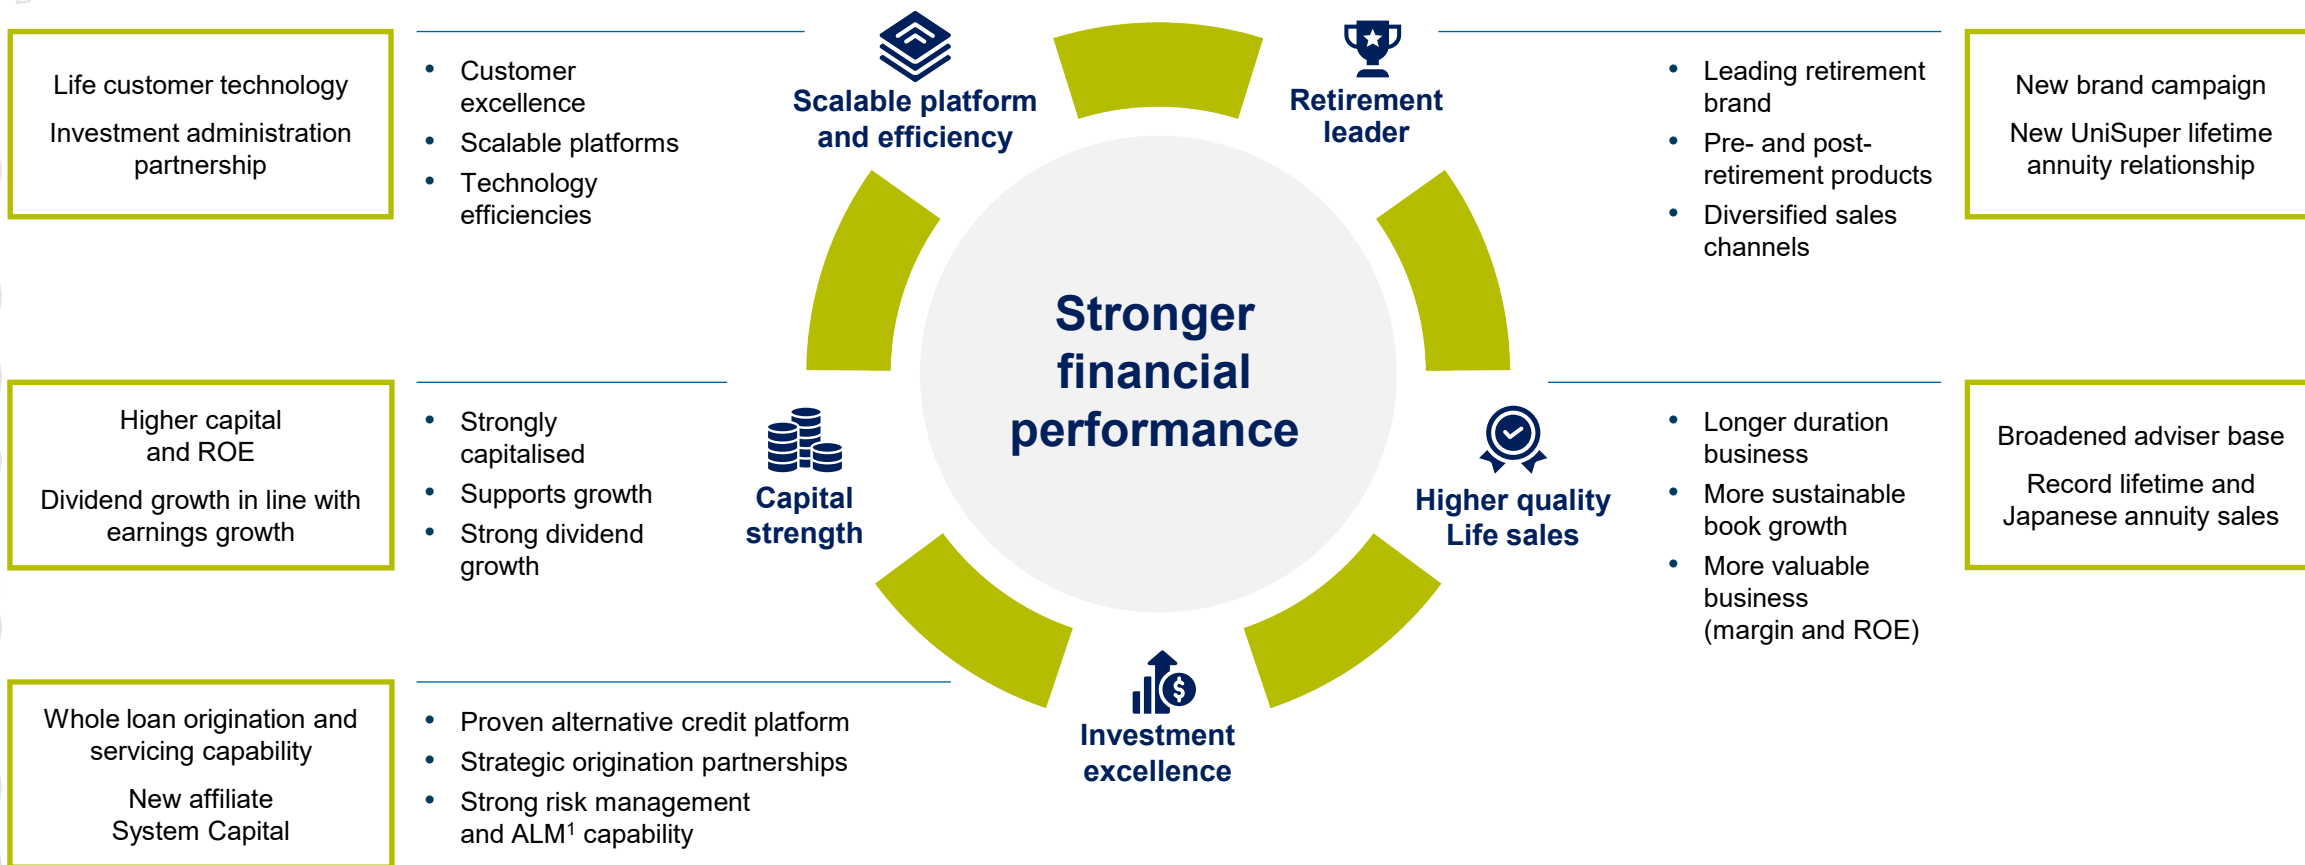 Life customer technology
Investment administration
partnership
• Customer
excellence
• Scalable platforms
• Technology
efficiencies
Scalable platform
and efficiency
Retirement
leader
• Leading retirement
brand
• Pre- and post-
retirement products
• Diversified sales
channels
New brand campaign
New UniSuper lifetime
annuity relationship
Stronger
financial
performance
Higher capital
and ROE
Dividend growth in line with
earnings growth
• Strongly
capitalised
• Supports growth
• Strong dividend
growth
Capital
strength
Higher quality
Life sales
• Longer duration
business
• More sustainable
book growth
• More valuable
business
(margin and ROE)
Broadened adviser base
Record lifetime and
Japanese annuity sales
Whole loan origination and
servicing capability
New affiliate
System Capital
• Proven alternative credit platform
• Strategic origination partnerships
• Strong risk management
and ALM¹ capability
$
Investment
excellence